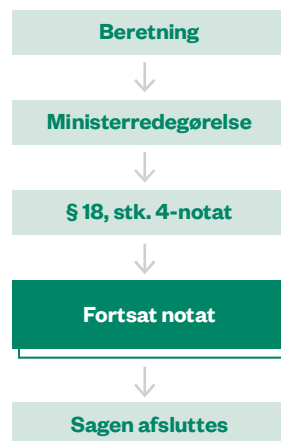 Beretning
Ministerredegørelse
§ 18, stk. 4-notat
Fortsat notat
Sagen afsluttes